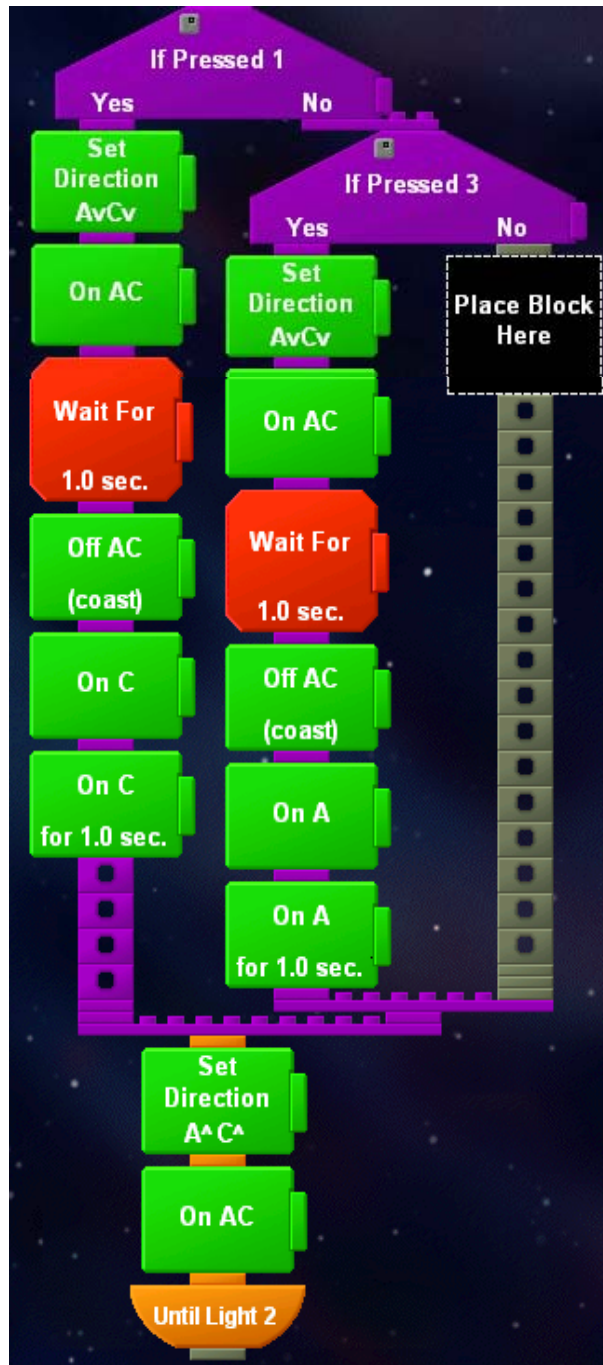 If Pressed 1
Yes
No
Set
Direction
AvCv
On AC
Wait For
1.0 sec.
Off AC
(coast)
On C
On C
for 1.0 sec.
If Pressed 3
Yes
No
Set
Direction
AvCv
On AC
Wait For
1.0 sec.
Off AC
(coast)
On A
On A
for 1.0 sec.
Place Block
Here
Set
Direction
A^ C^
On AC
Until Light 2